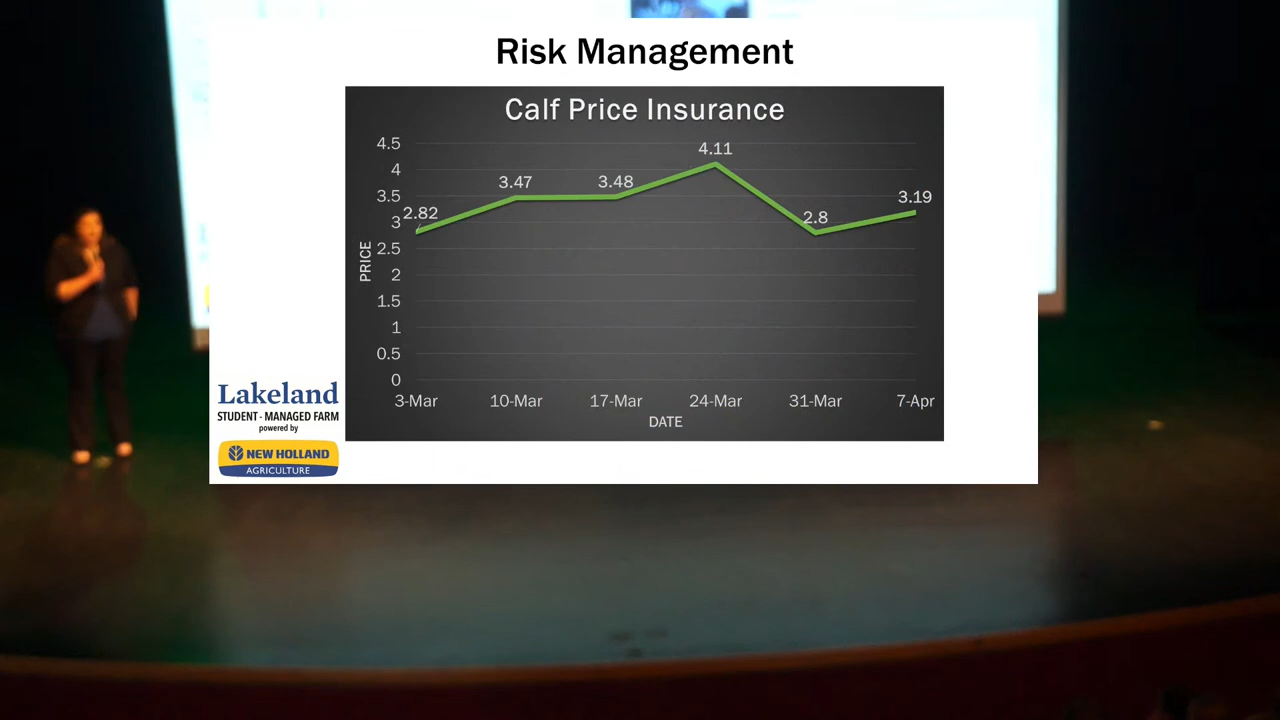 Risk Management
Calf Price Insurance
4.5
4
3.5
3
2.5
2
1.5
1
0.5
0
PRICE
2.82
3.47
3.48
4.11
2.8
3.19
3-Mar
10-Mar
17-Mar
24-Mar
31-Mar
7-Apr
DATE
Lakeland
STUDENT-MANAGED FARM
powered by
NEW HOLLAND
AGRICULTURE